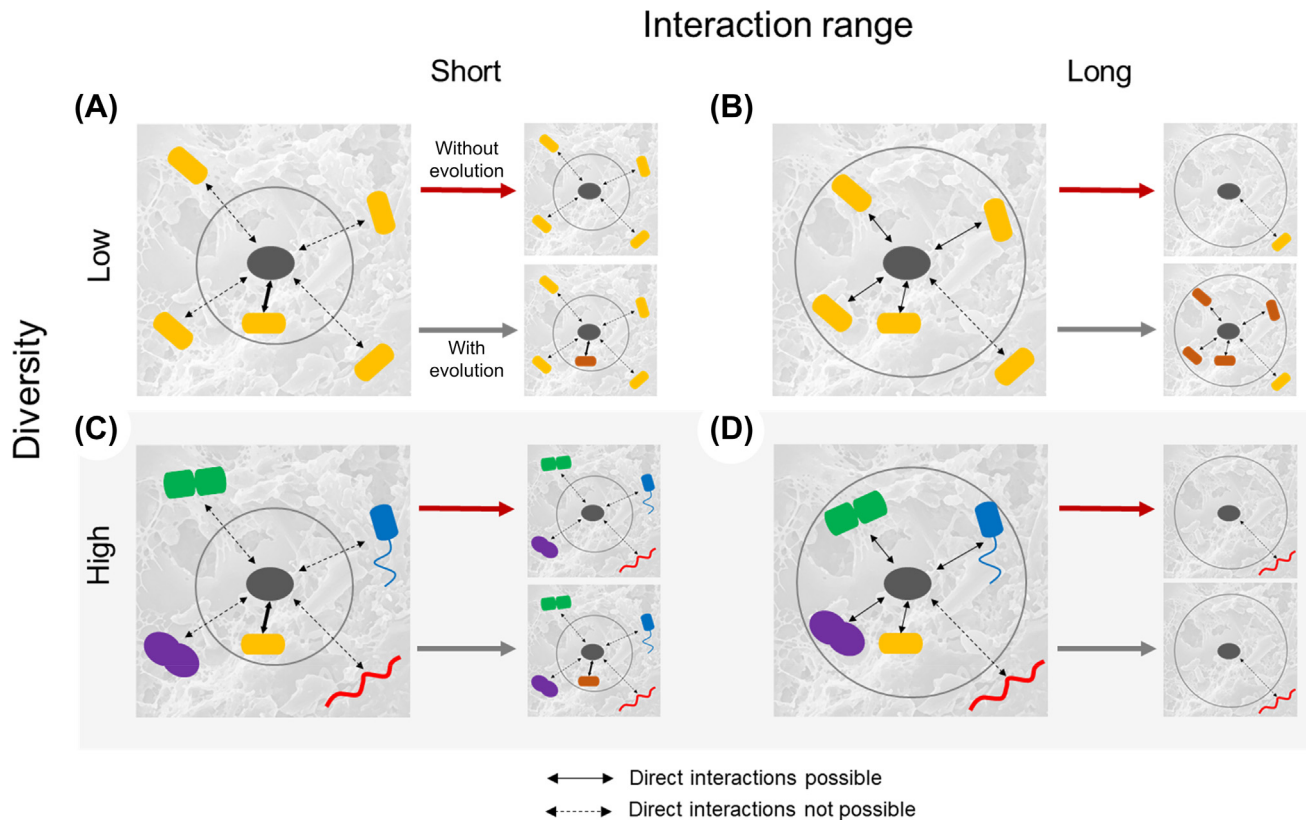 Interaction range
Short
Long
(A)
(B)
Without
evolution
With
evolution
Low
Diversity
(C)
(D)
High
Direct interactions possible
Direct interactions not possible